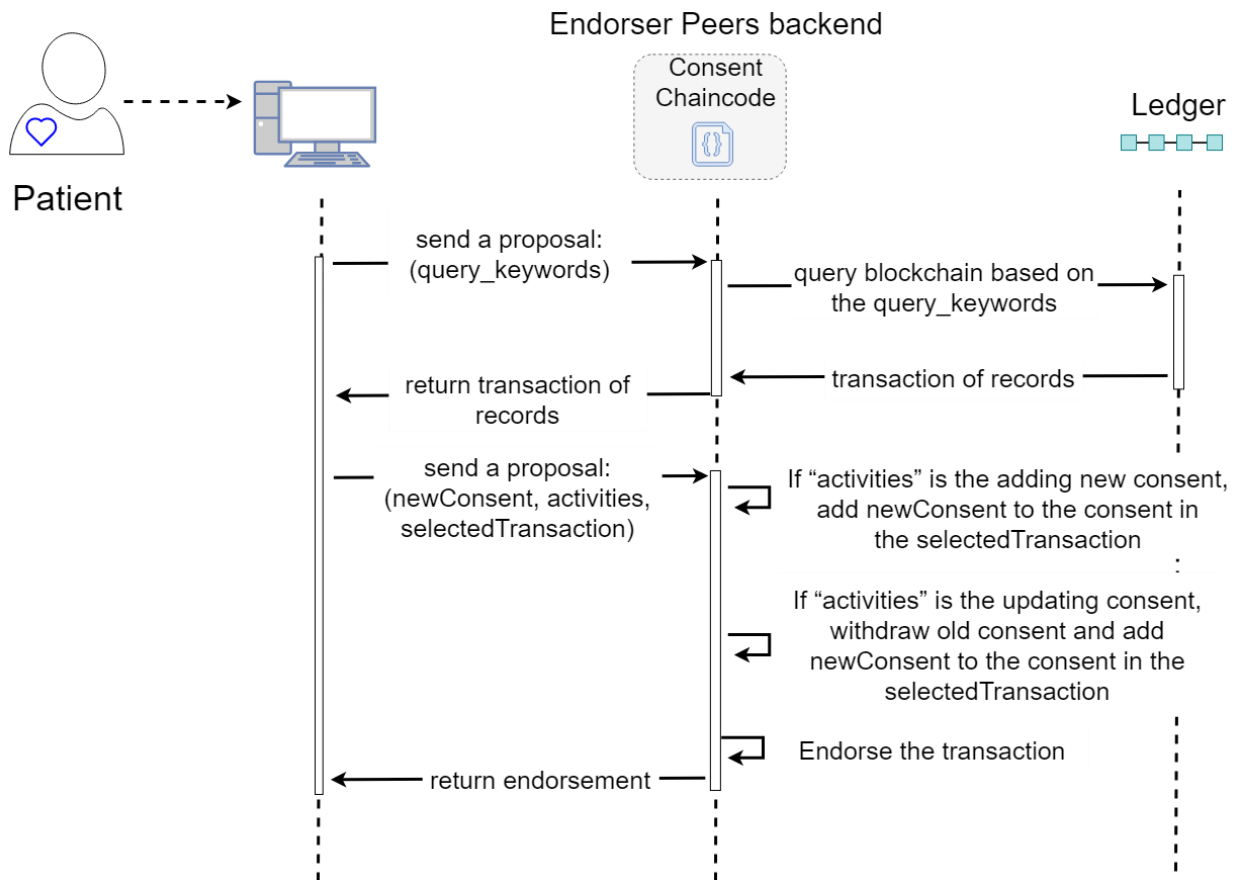 Endorser Peers backend
Consent
Chaincode
{}
Ledger
Patient
send a proposal:
(query_keywords)
query blockchain based on
the query_keywords
transaction of records
return transaction of
records
send a proposal:
(newConsent, activities,
selectedTransaction)
If “activities” is the adding new consent,
add newConsent to the consent in
the selectedTransaction
If “activities” is the updating consent,
withdraw old consent and add
newConsent to the consent in the
selectedTransaction
Endorse the transaction
return endorsement